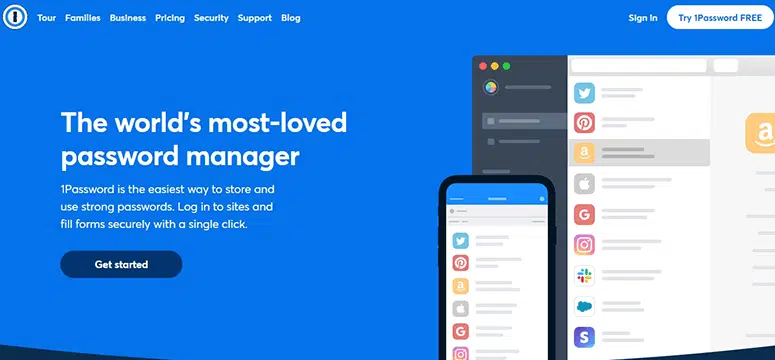 Tour Families Business Pricing Security Support Blog Sign In Try 1Password FREE
The world's most-loved
password manager
1Password is the easiest way to store and
use strong passwords. Log in to sites and
fill forms securely with a single click.
Get started